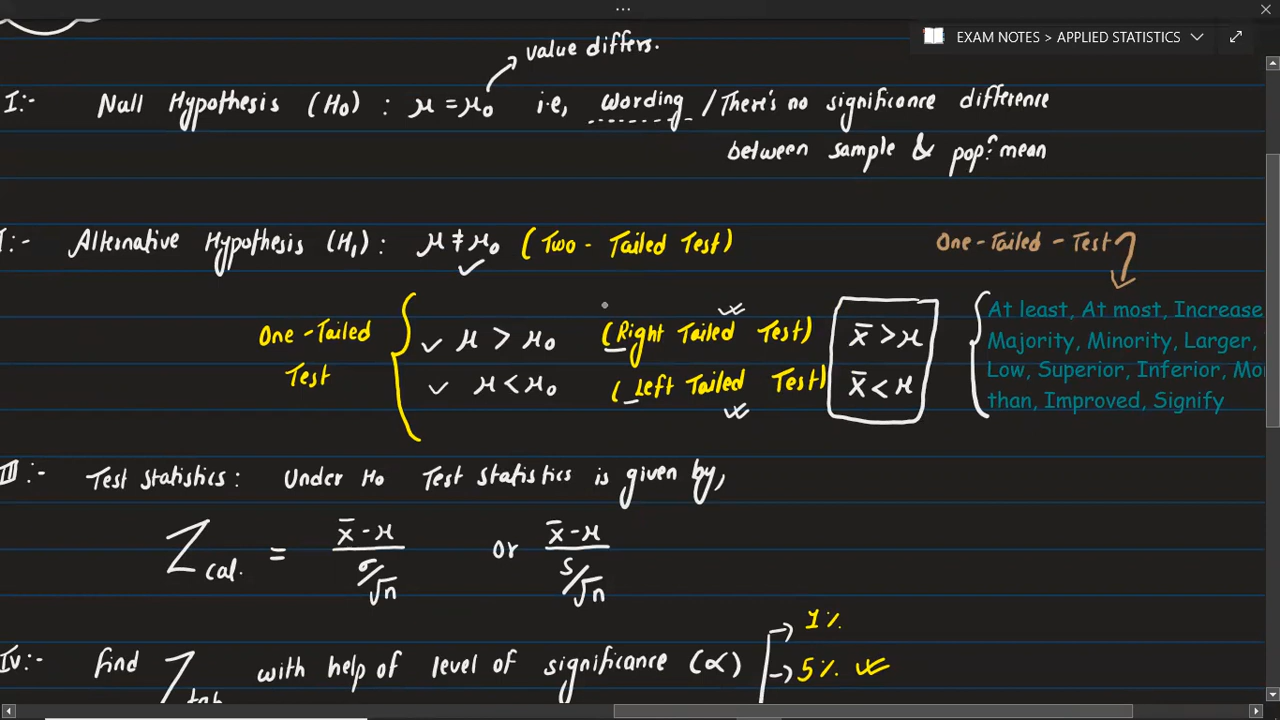 EXAM NOTES > APPLIED STATISTICS
value differs.
I:- Null Hypothesis (H0) : μ = μ0 i.e, wording / There's no significance difference
between sample & popn mean
I:- Alternative Hypothesis (H1) : μ ≠ μ0 (Two - Tailed Test)
One-Tailed-Test
One-Tailed Test
μ > μ0 (Right Tailed Test) x̄ > μ
μ < μ0 (Left Tailed Test) x̄ < μ
At least, At most, Increase
Majority, Minority, Larger,
Low, Superior, Inferior, Mo
than, Improved, Signify
III:- Test statistics : Under H0 Test statistics is given by,
Zcal. = x̄-μ / σ/√n or x̄-μ / s/√n
1%
Iv:- find Ztab with help of level of significance (α) 5%